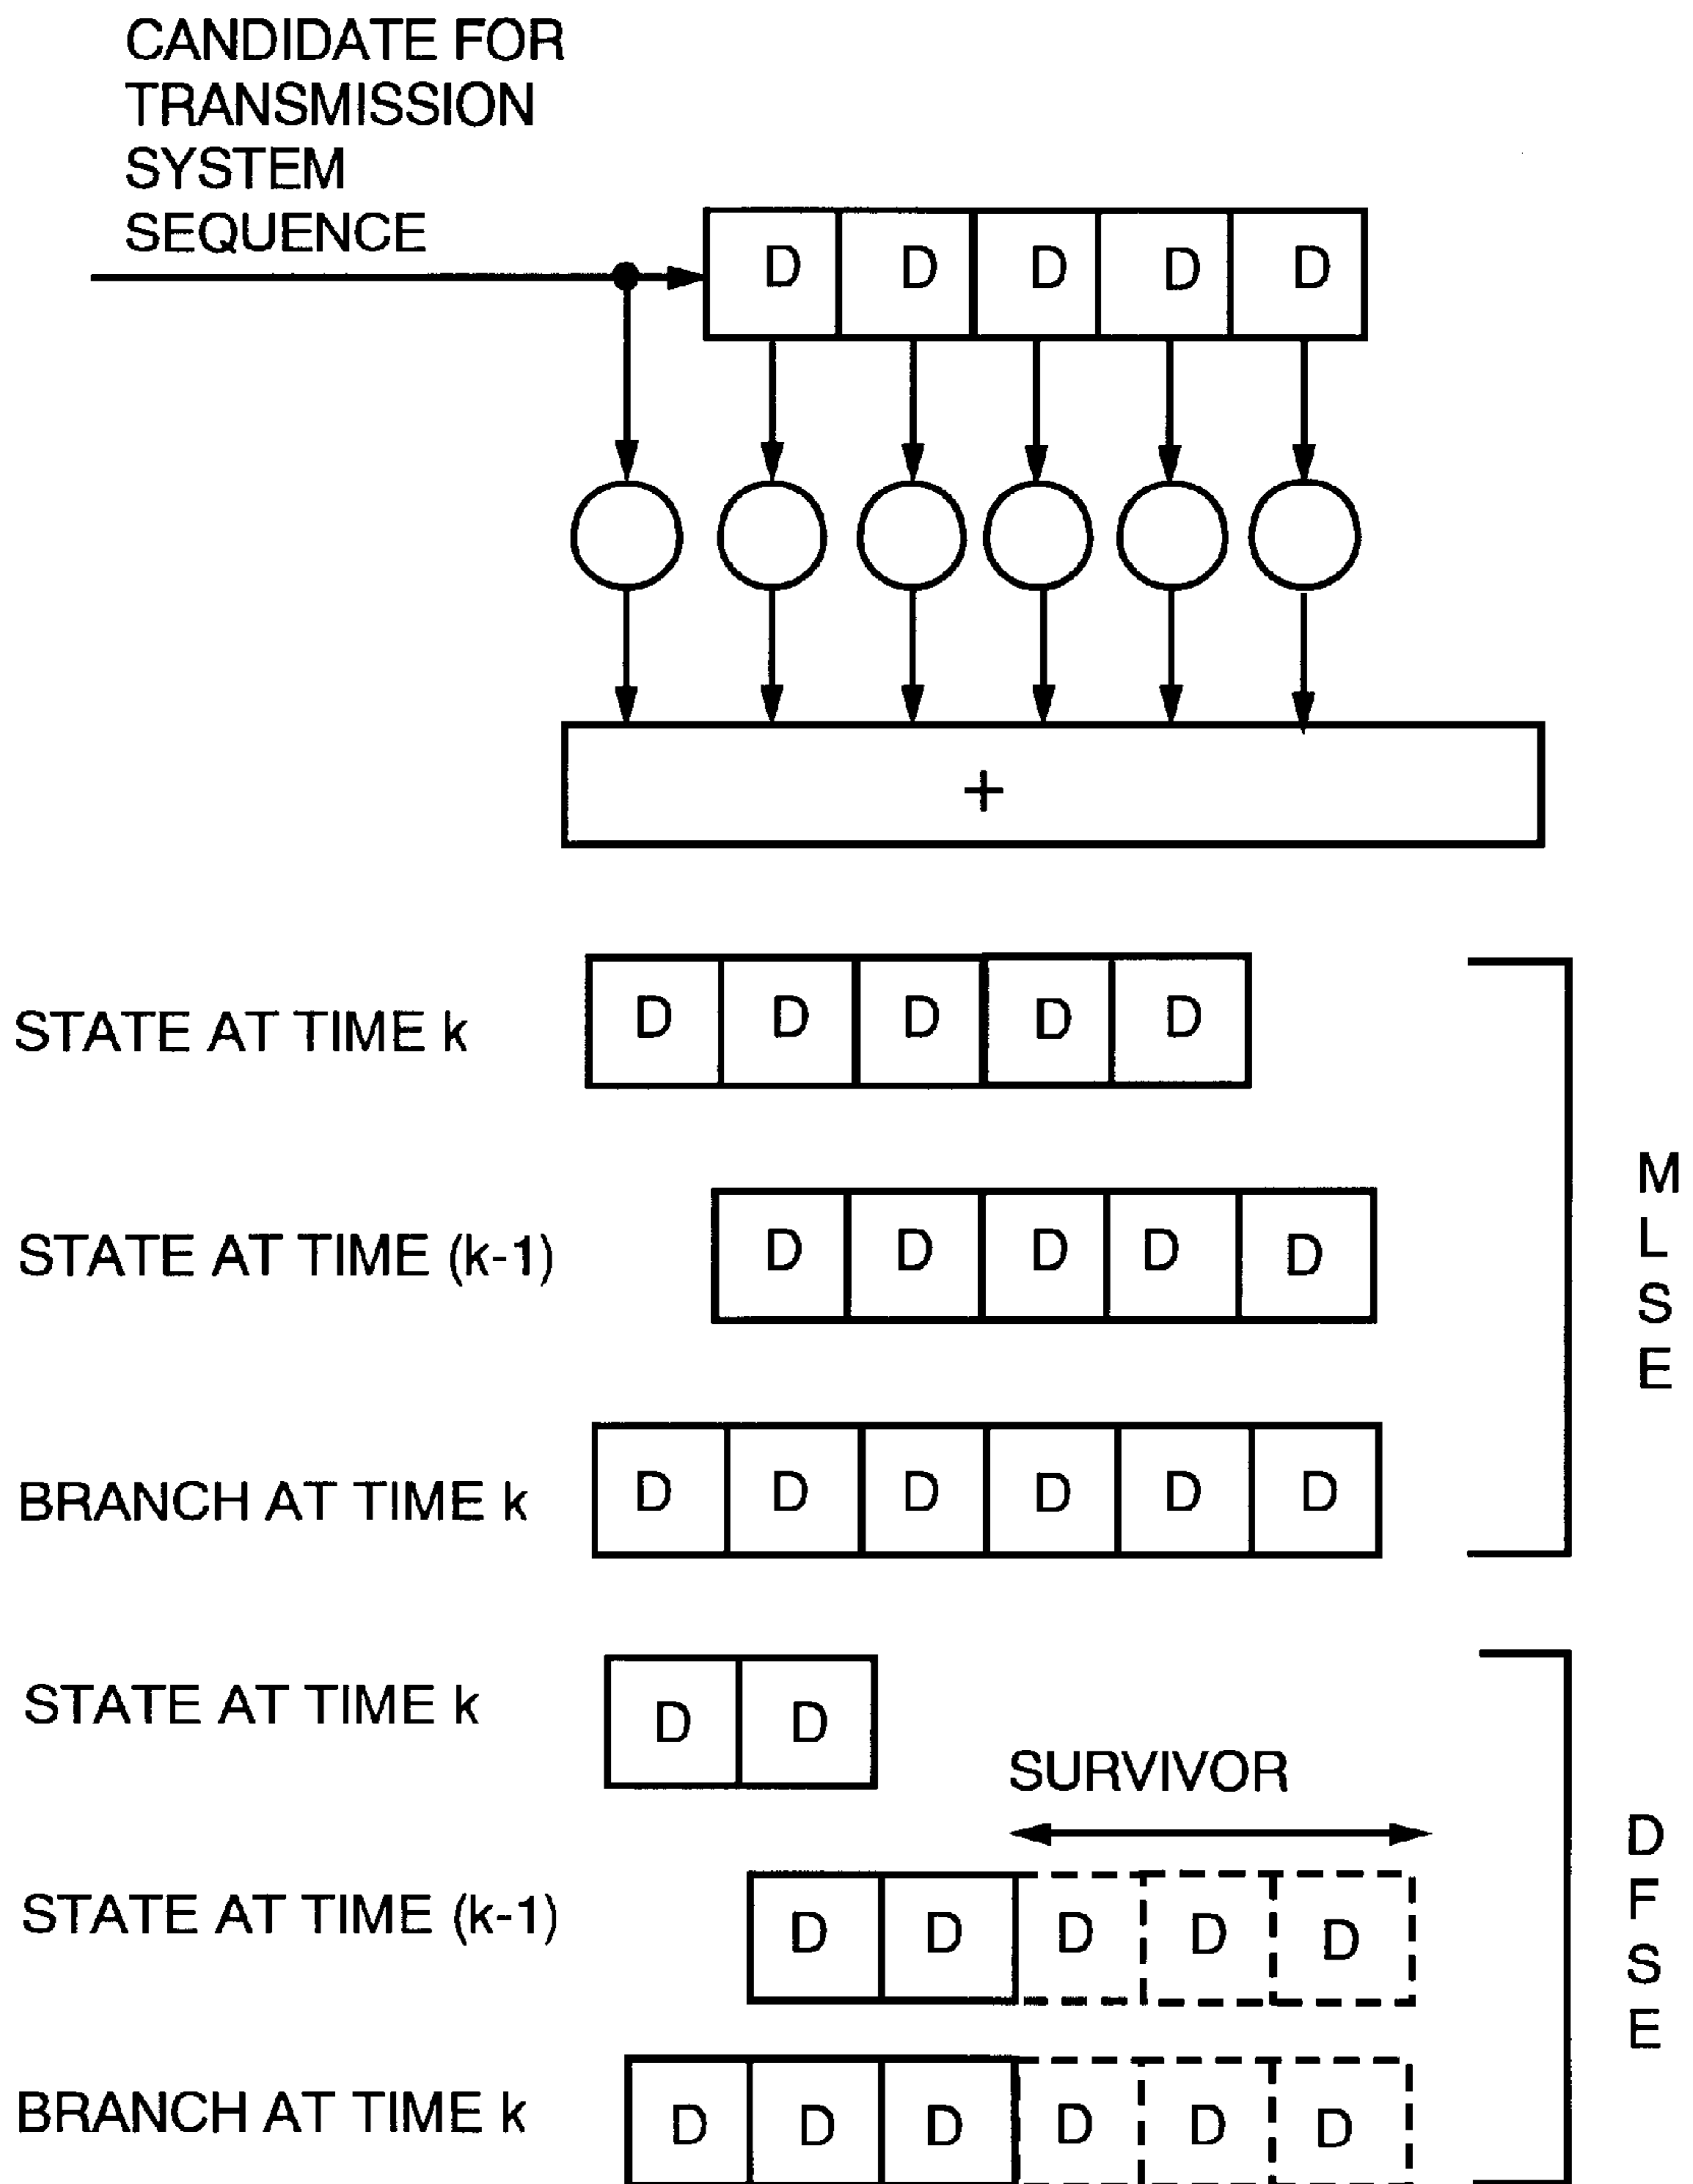 CANDIDATE FOR
TRANSMISSION
SYSTEM
SEQUENCE
D D D D D
+
STATE AT TIME k
D D D D D
STATE AT TIME (k-1)
D D D D D
BRANCH AT TIME k
D D D D D D
M
L
S
E
STATE AT TIME k
D D
SURVIVOR
STATE AT TIME (k-1)
D D D D D
BRANCH AT TIME k
D D D D D D
D
F
S
E